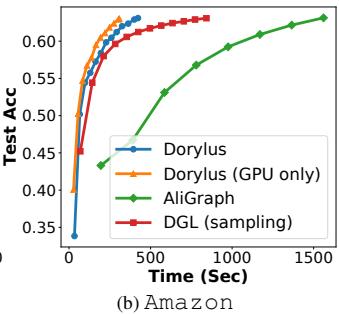 0.60
0.55
0.50
0.45
0.40
0.35
Test Acc
Dorylus
Dorylus (GPU only)
AliGraph
DGL (sampling)
0 500 1000 1500
Time (Sec)
(b) Amazon